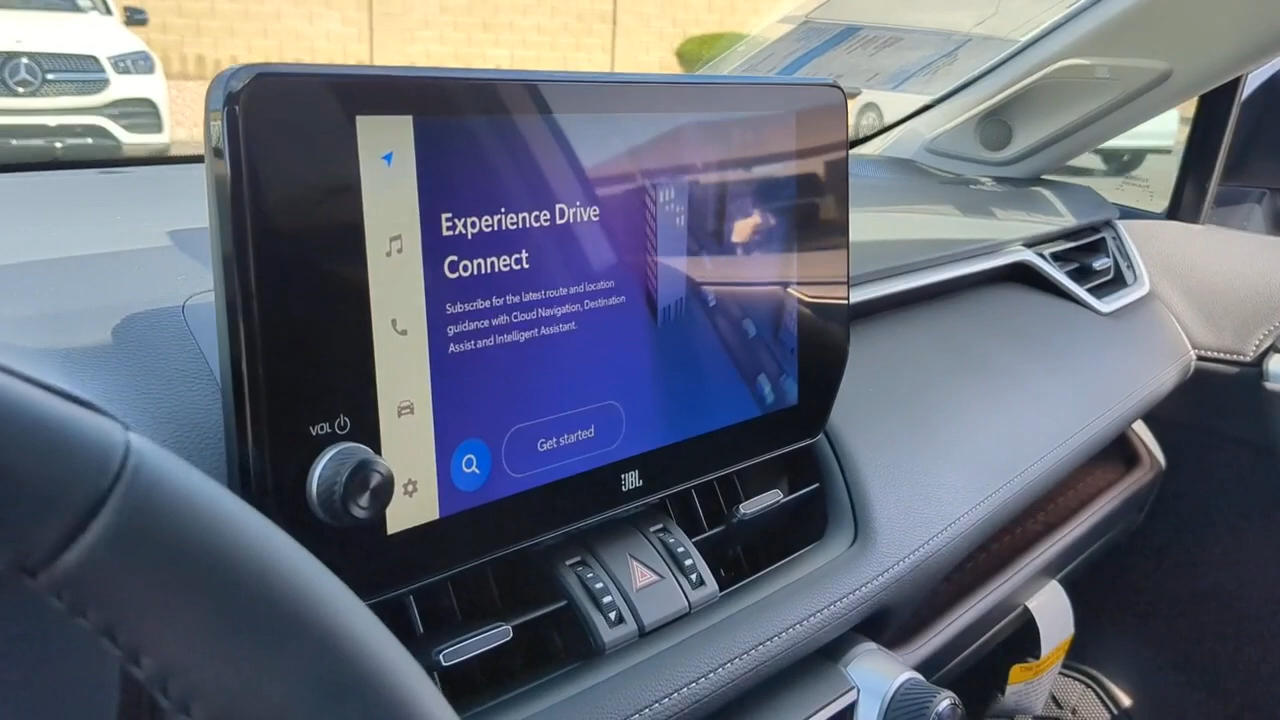 Experience Drive
Connect
Subscribe for the latest route and location
guidance with Cloud Navigation, Destination
Assist and Intelligent Assistant.
VOL
Get started
JBL